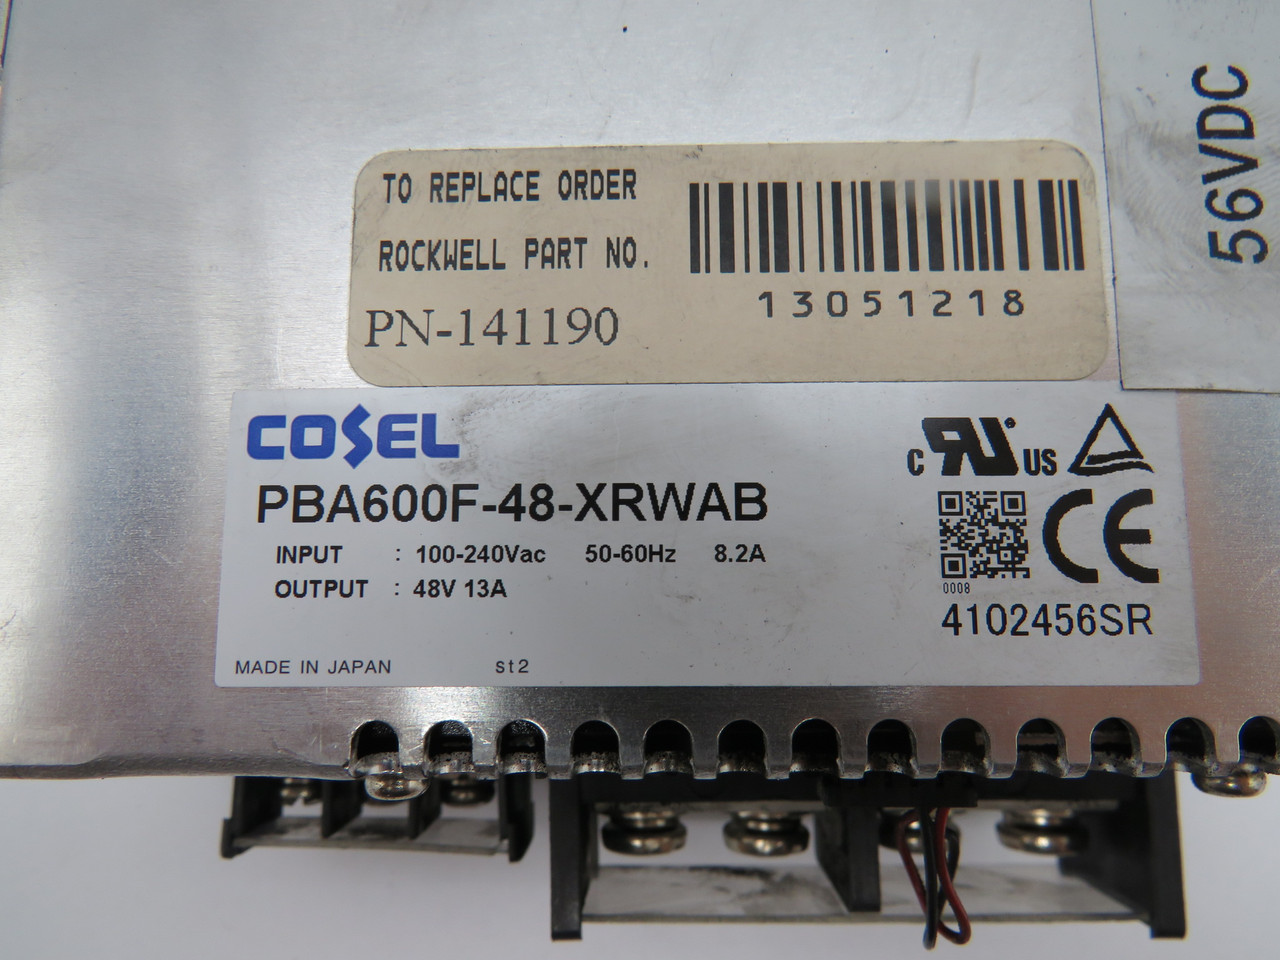 TO REPLACE ORDER
ROCKWELL PART NO.
PN-141190
13051218
56VDC
COSEL
PBA600F-48-XRWAB
INPUT : 100-240Vac 50-60Hz 8.2A
OUTPUT : 48V 13A
MADE IN JAPAN st2
C RU® US
CE
0008
4102456SR